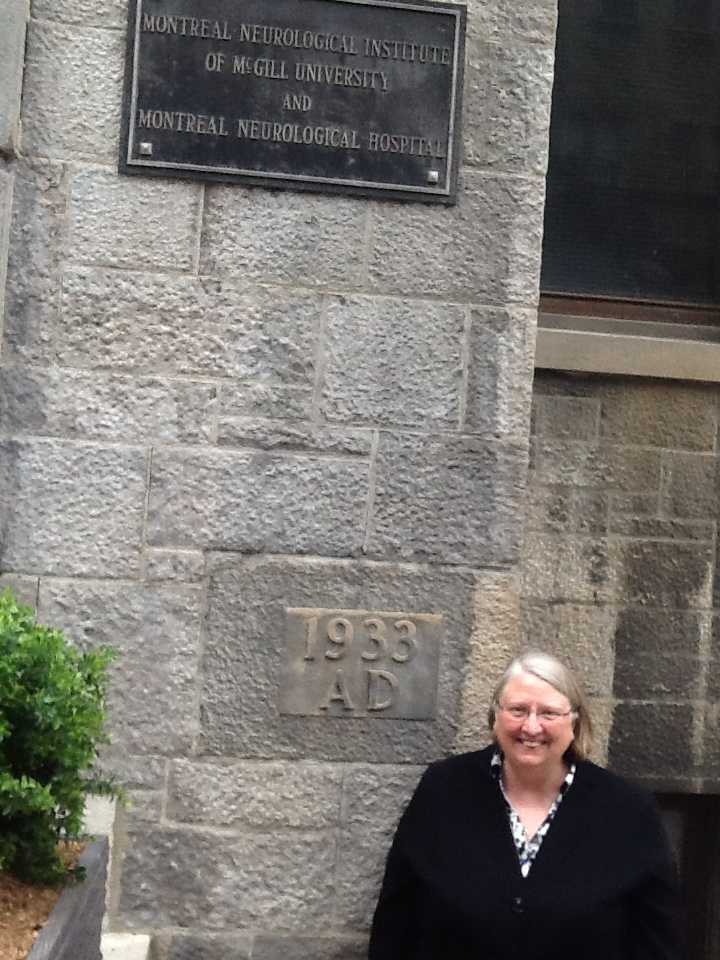 MONTREAL NEUROLOGICAL INSTITUTE
OF McGILL UNIVERSITY
AND
MONTREAL NEUROLOGICAL HOSPITAL
1933
AD